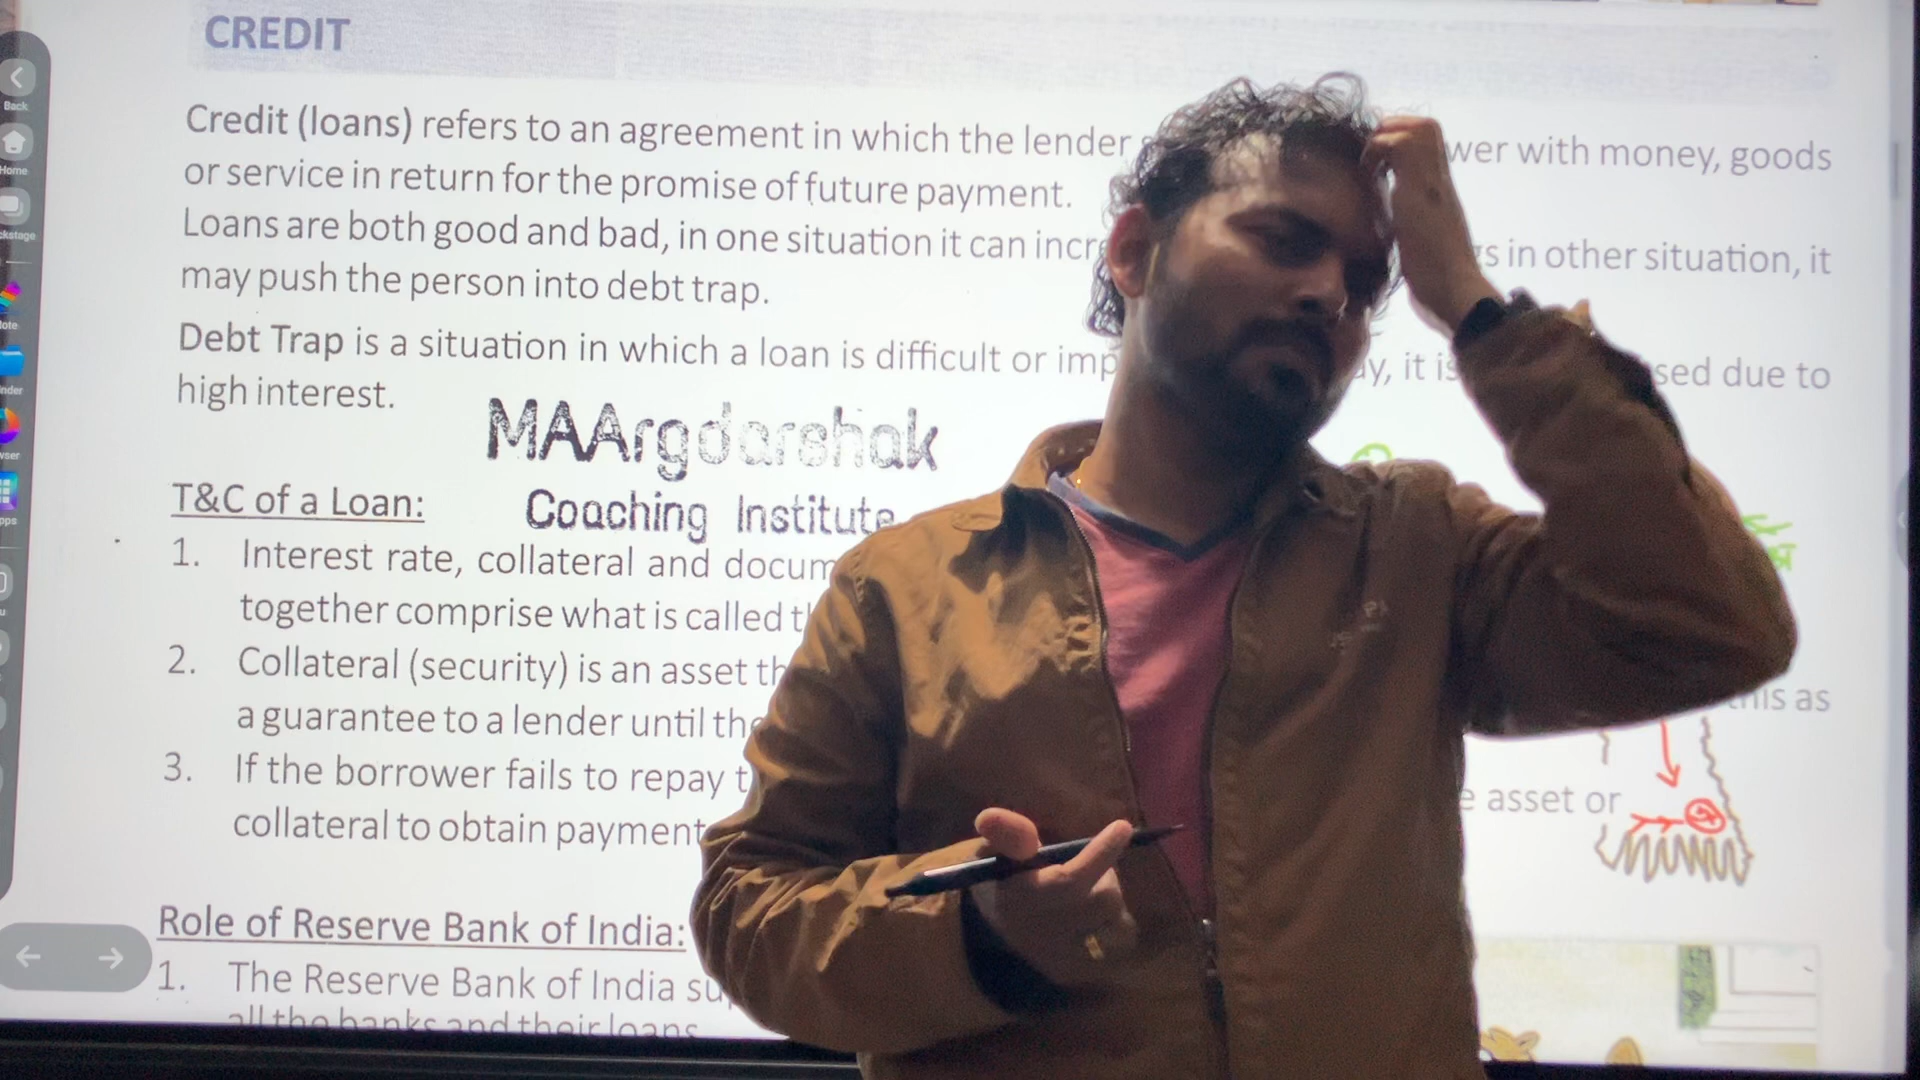 CREDIT
Back
Home
Credit (loans) refers to an agreement in which the lender wer with money, goods
or service in return for the promise of future payment.
Loans are both good and bad, in one situation it can incre s in other situation, it
may push the person into debt trap.
Debt Trap is a situation in which a loan is difficult or imp y, it is sed due to
high interest.
MAArgdarshak
Coaching Institute
T&C of a Loan:
1. Interest rate, collateral and docum
together comprise what is called t
2. Collateral (security) is an asset th
a guarantee to a lender until the his as
3. If the borrower fails to repay t e asset or
collateral to obtain payment
Role of Reserve Bank of India:
1. The Reserve Bank of India su
all the banks and their loans